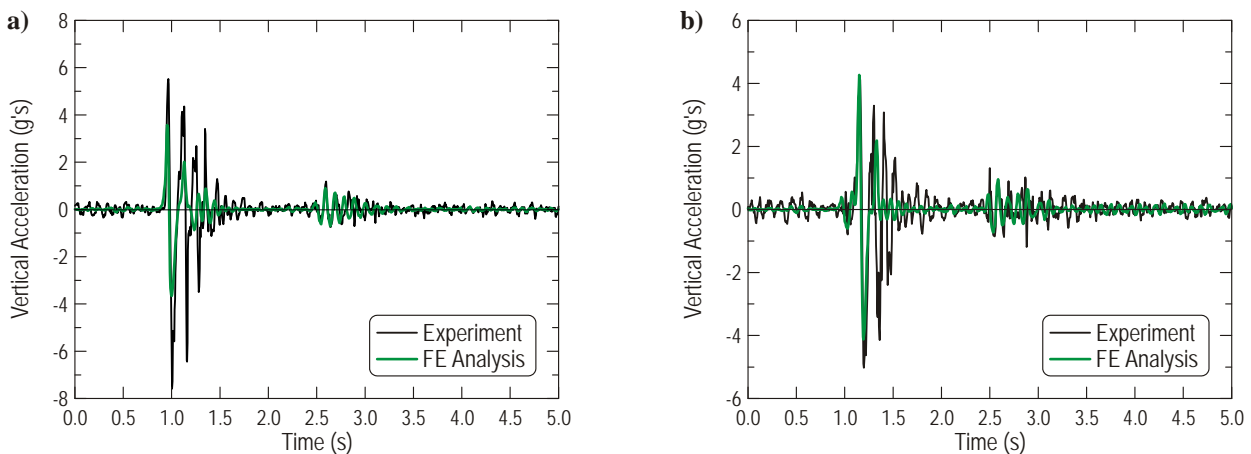 a)
Vertical Acceleration (g's)
8
6
4
2
0
-2
-4
-6
-8
0.0 0.5 1.0 1.5 2.0 2.5 3.0 3.5 4.0 4.5 5.0
Time (s)
Experiment
FE Analysis
b)
Vertical Acceleration (g's)
6
4
2
0
-2
-4
-6
0.0 0.5 1.0 1.5 2.0 2.5 3.0 3.5 4.0 4.5 5.0
Time (s)
Experiment
FE Analysis